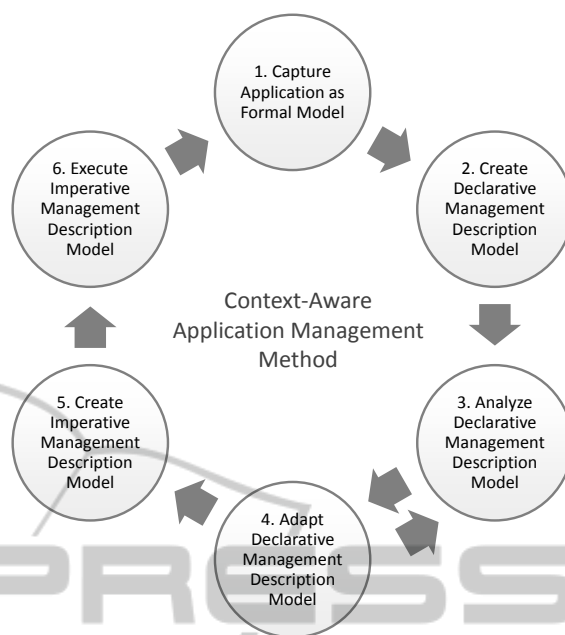 1. Capture
Application as
Formal Model
2. Create
Declarative
Management
Description
Model
3. Analyze
Declarative
Management
Description
Model
4. Adapt
Declarative
Management
Description
Model
5. Create
Imperative
Management
Description
Model
6. Execute
Imperative
Management
Description
Model
Context-Aware
Application Management
Method
PRESS